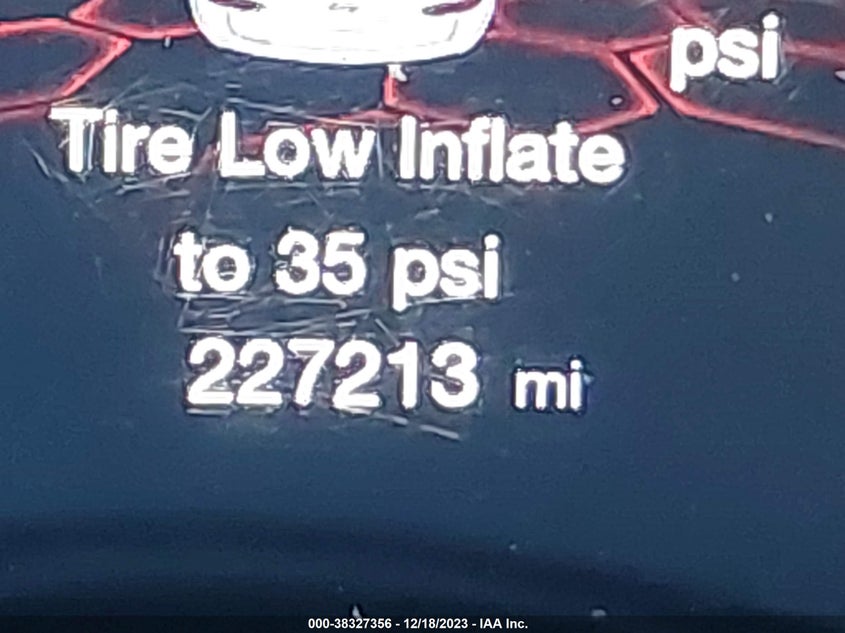 psi
Tire Low Inflate
to 35 psi
227213 mi
000-38327356 - 12/18/2023 - IAA Inc.